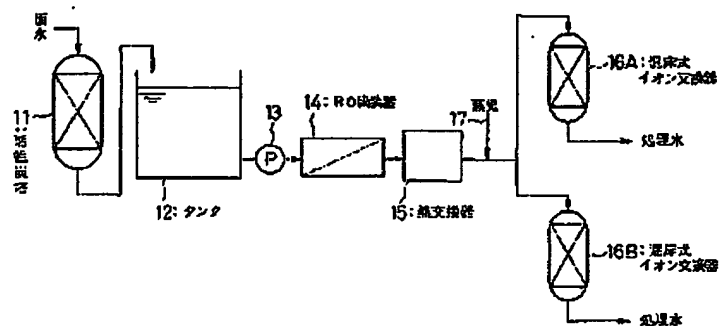 原水
11:活性炭塔
12:タンク
13
P
14:RO膜装置
15:熱交換器
17
蒸気
16A:混床式
イオン交換器
処理水
16B:混床式
イオン交換器
処理水